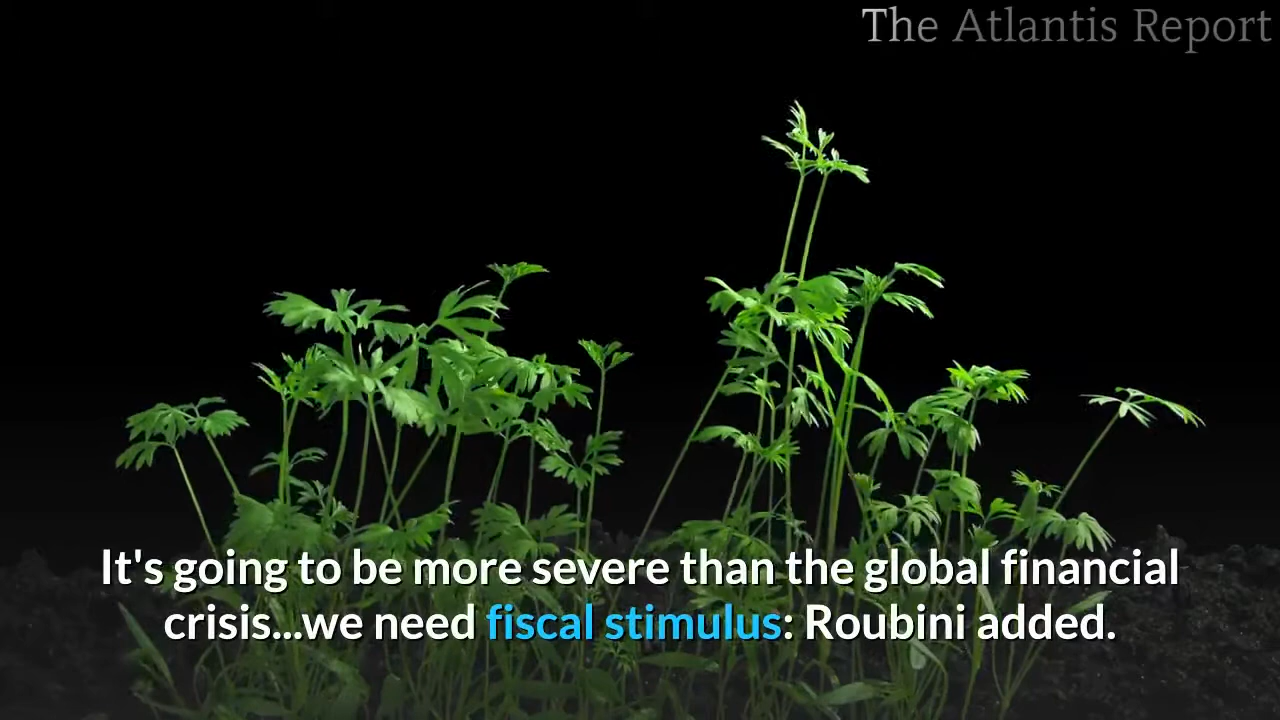 The Atlantis Report
It's going to be more severe than the global financial
crisis...we need fiscal stimulus: Roubini added.